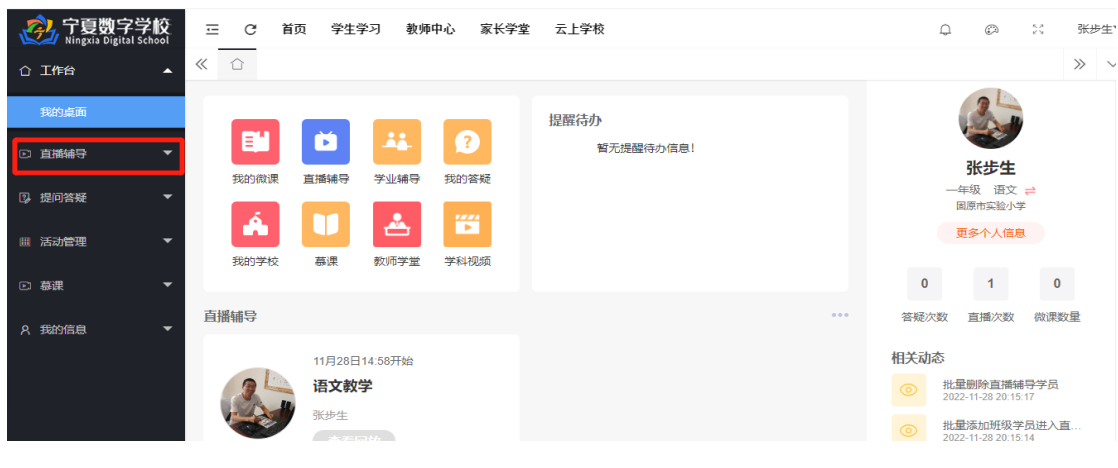 宁夏数字学校
Ningxia Digital School
首页 学生学习 教师中心 家长学堂 云上学校
张步生
工作台
我的桌面
直播辅导
提问答疑
活动管理
慕课
我的信息
我的微课 直播辅导 学业辅导 我的答疑
我的学校 慕课 教师学堂 学科视频
提醒待办
暂无提醒待办信息!
直播辅导
11月28日14:58开始
语文教学
张步生
查看回放
张步生
一年级 语文
固原市实验小学
更多个人信息
0 1 0
答疑次数 直播次数 微课数量
相关动态
批量删除直播辅导学员
2022-11-28 20:15:17
批量添加班级学员进入直...
2022-11-28 20:15:14